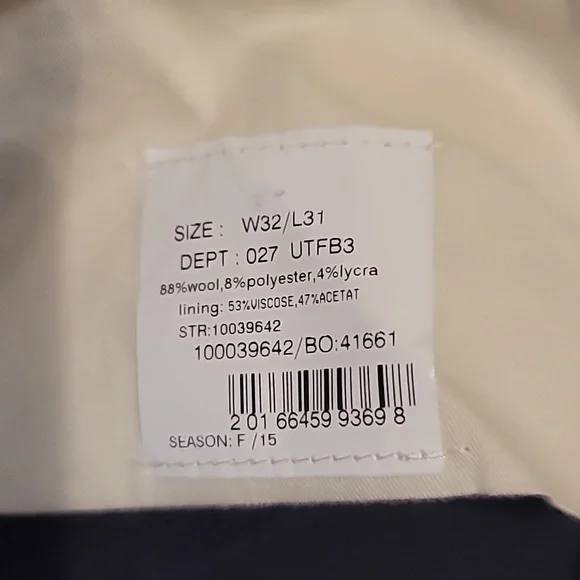 SIZE: W32/L31
DEPT: 027 UTFB3
88%wool,8%polyester,4%lycra
lining: 53%VISCOSE,47%ACETAT
STR:10039642
100039642/BO:41661
2 01 66459 9369 8
SEASON: F /15